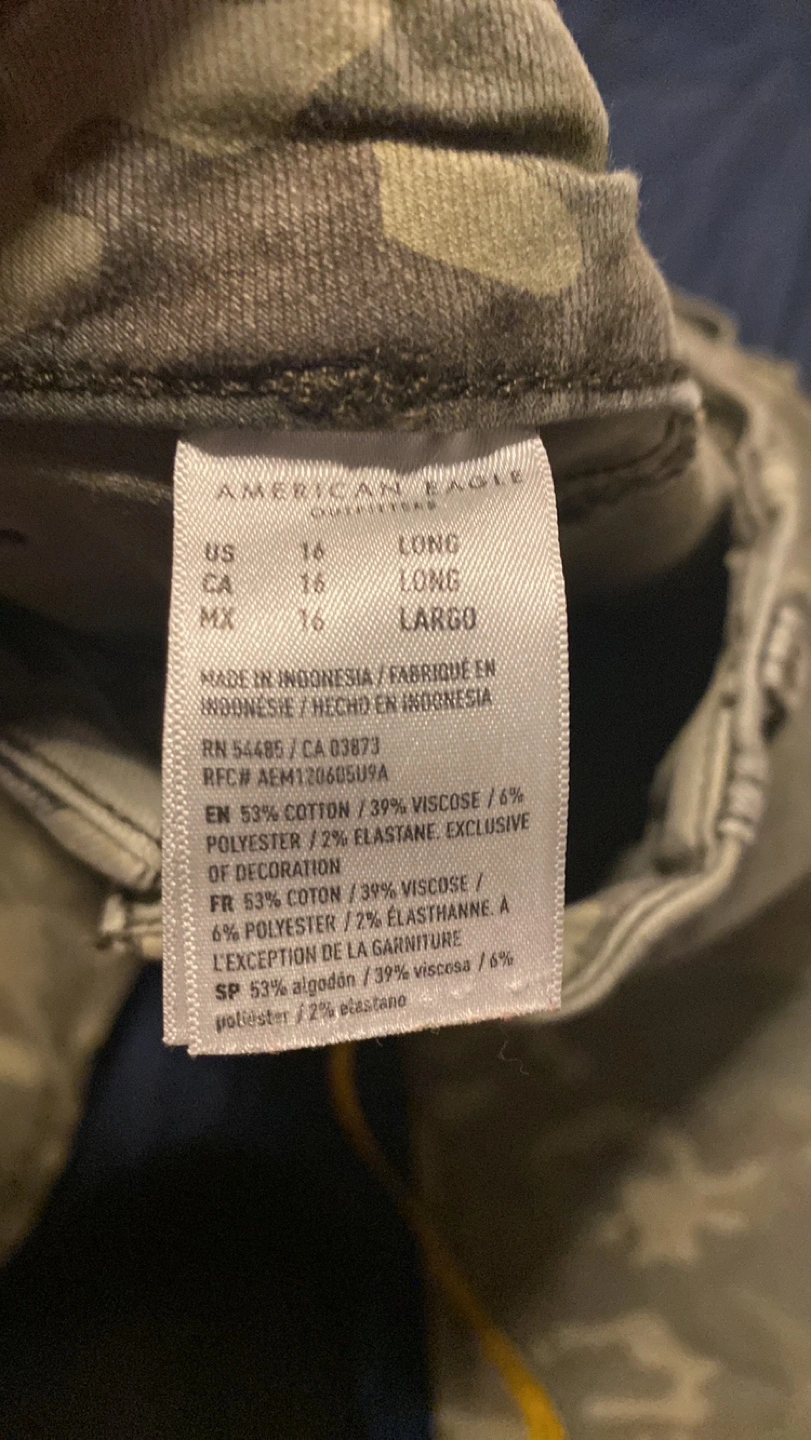 AMERICAN EAGLE
OUTFITTERS
US 16 LONG
CA 16 LONG
MX 16 LARGO
MADE IN INDONESIA / FABRIQUÉ EN
INDONÉSIE / HECHO EN INDONESIA
RN 54485 / CA 03873
RFC# AEM120605U9A
EN 53% COTTON / 39% VISCOSE / 6%
POLYESTER / 2% ELASTANE. EXCLUSIVE
OF DECORATION
FR 53% COTON / 39% VISCOSE /
6% POLYESTER / 2% ÉLASTHANNE. À
L'EXCEPTION DE LA GARNITURE
SP 53% algodón / 39% viscosa / 6%
poliéster / 2% elastano